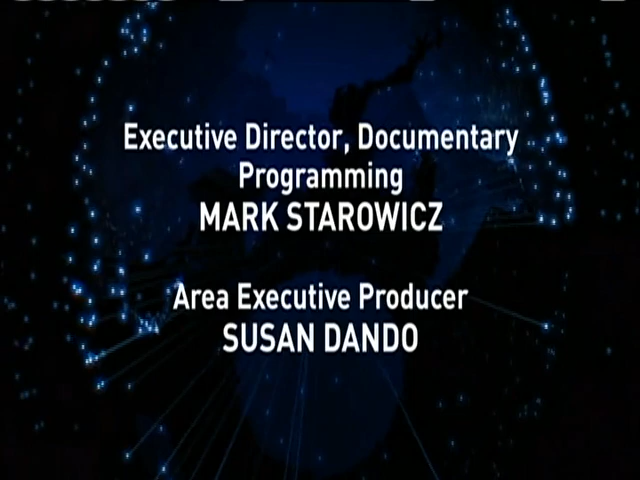 Executive Director, Documentary
Programming
MARK STAROWICZ
Area Executive Producer
SUSAN DANDO